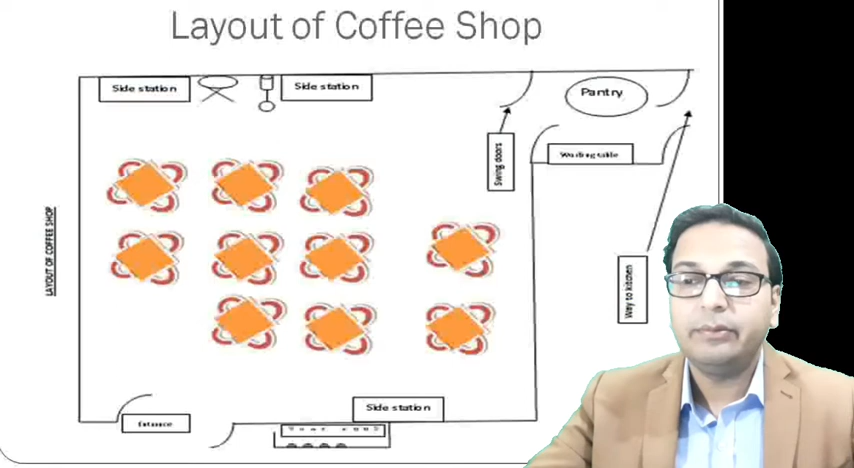 Layout of Coffee Shop
Side station
Side station
Pantry
Swing doors
Working table
LAYOUT OF COFFEE SHOP
Way to kitchen
Side station
Entrance